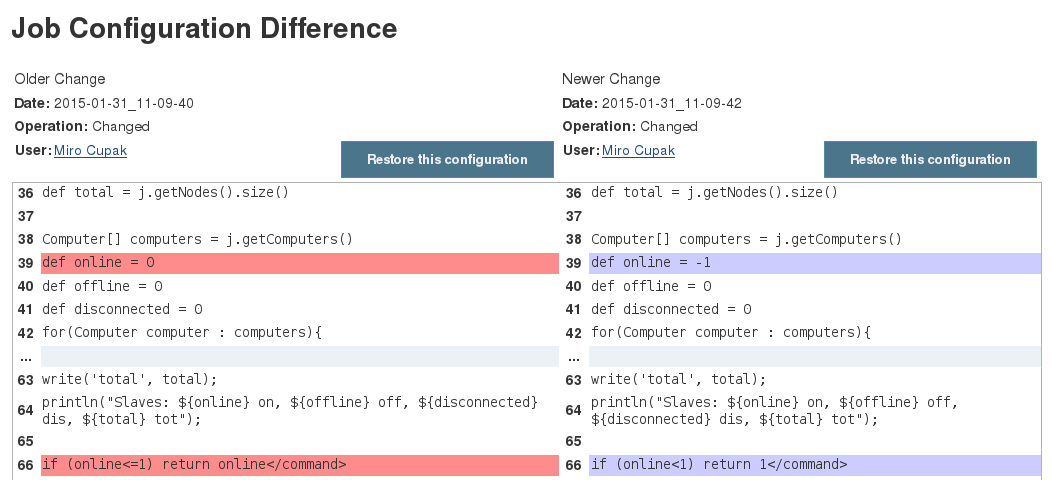 Job Configuration Difference
Older Change
Date: 2015-01-31_11-09-40
Operation: Changed
User: Miro Cupak
Restore this configuration
36 def total = j.getNodes().size()
37
38 Computer[] computers = j.getComputers()
39 def online = 0
40 def offline = 0
41 def disconnected = 0
42 for(Computer computer : computers){
...
63 write('total', total);
64 println("Slaves: ${online} on, ${offline} off, ${disconnected}
dis, ${total} tot");
65
66 if (online<=1) return online</command>
Newer Change
Date: 2015-01-31_11-09-42
Operation: Changed
User: Miro Cupak
Restore this configuration
36 def total = j.getNodes().size()
37
38 Computer[] computers = j.getComputers()
39 def online = -1
40 def offline = 0
41 def disconnected = 0
42 for(Computer computer : computers){
...
63 write('total', total);
64 println("Slaves: ${online} on, ${offline} off,
${disconnected} dis, ${total} tot");
65
66 if (online<1) return 1</command>